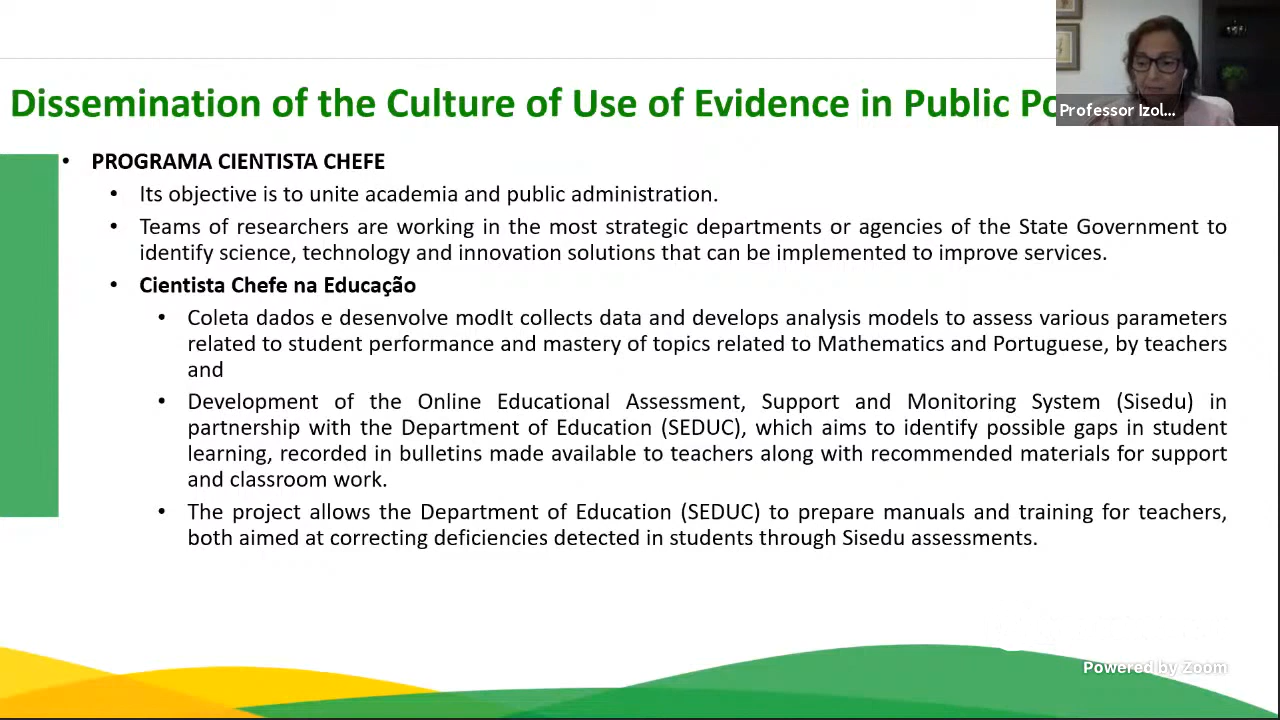 Dissemination of the Culture of Use of Evidence in Public Po
Professor Izol...
• PROGRAMA CIENTISTA CHEFE
• Its objective is to unite academia and public administration.
• Teams of researchers are working in the most strategic departments or agencies of the State Government to
identify science, technology and innovation solutions that can be implemented to improve services.
• Cientista Chefe na Educação
• Coleta dados e desenvolve modIt collects data and develops analysis models to assess various parameters
related to student performance and mastery of topics related to Mathematics and Portuguese, by teachers
and
• Development of the Online Educational Assessment, Support and Monitoring System (Sisedu) in
partnership with the Department of Education (SEDUC), which aims to identify possible gaps in student
learning, recorded in bulletins made available to teachers along with recommended materials for support
and classroom work.
• The project allows the Department of Education (SEDUC) to prepare manuals and training for teachers,
both aimed at correcting deficiencies detected in students through Sisedu assessments.
Powered by Zoom